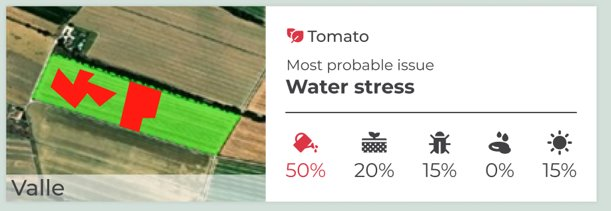 Tomato
Most probable issue
Water stress
50% 20% 15% 0% 15%
Valle